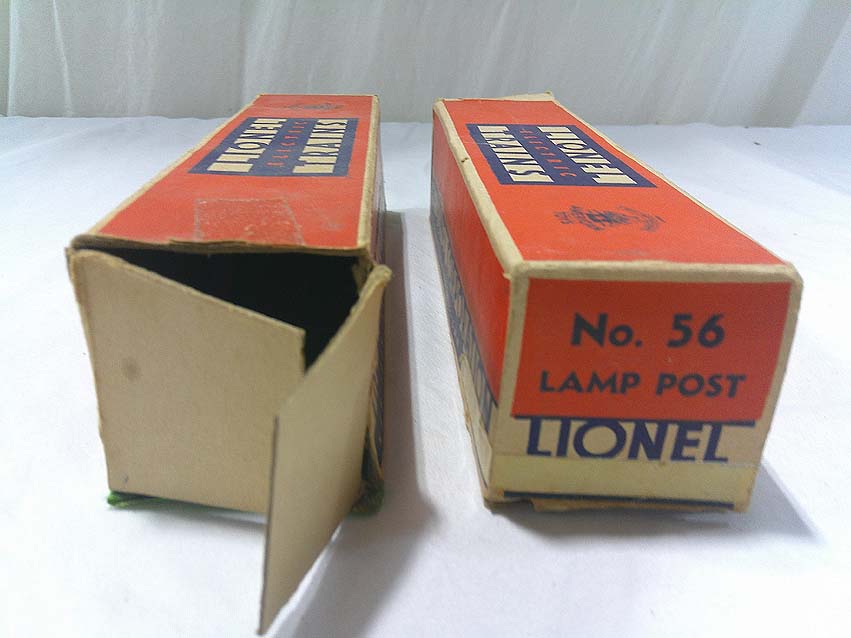 LIONEL
ELECTRIC
TRAINS
LIONEL
ELECTRIC
TRAINS
No. 56
LAMP POST
LIONEL